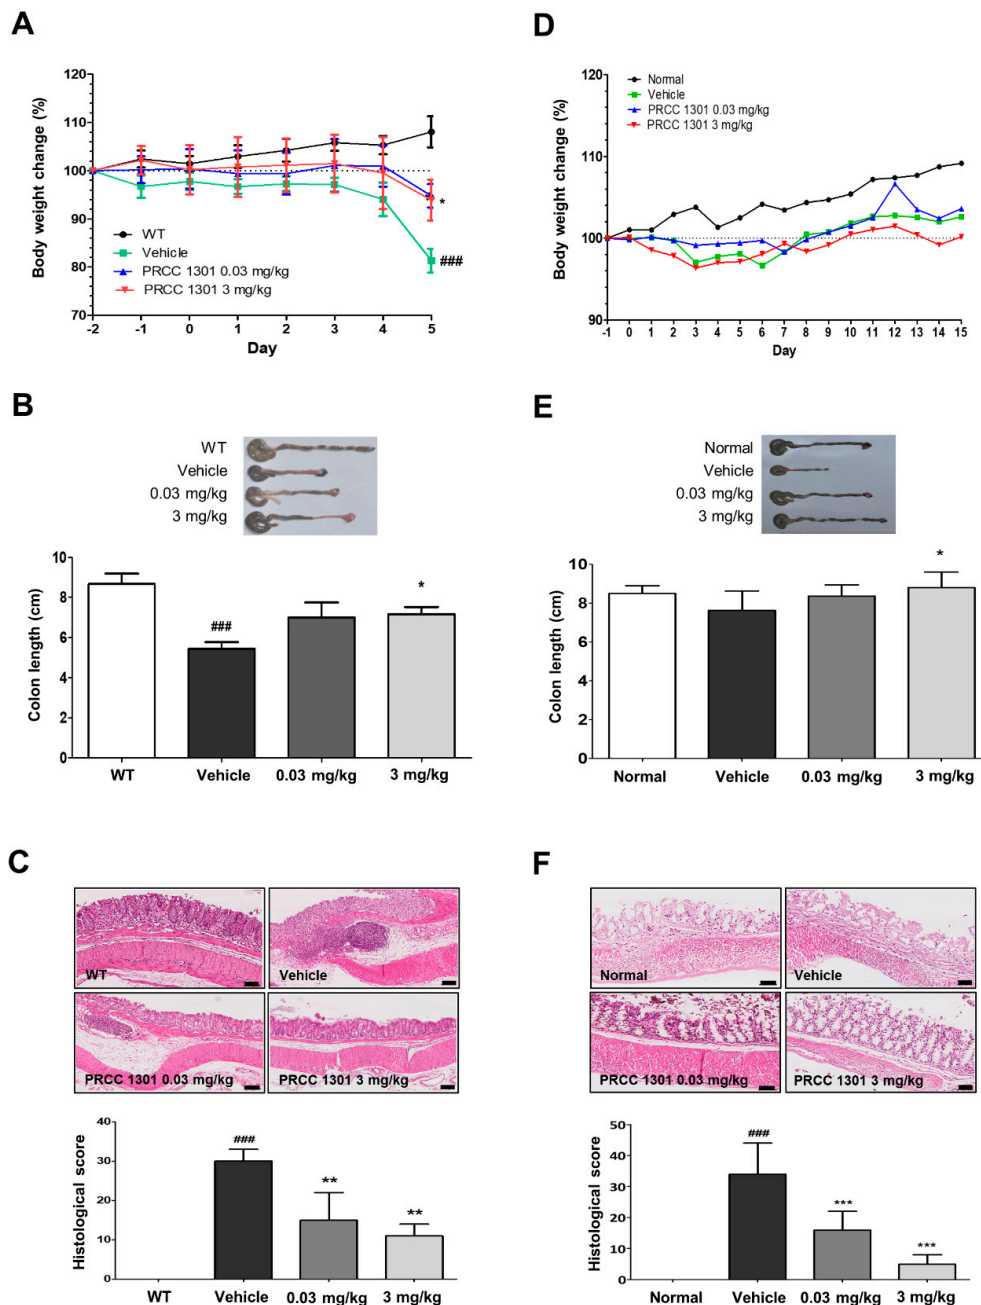 A
Body weight change (%)
120
110
100
90
80
70
WT
Vehicle
PRCC 1301 0.03 mg/kg
PRCC 1301 3 mg/kg
*
###
-2 -1 0 1 2 3 4 5
Day
D
Body weight change (%)
120
110
100
90
Normal
Vehicle
PRCC 1301 0.03 mg/kg
PRCC 1301 3 mg/kg
-1 0 1 2 3 4 5 6 7 8 9 10 11 12 13 14 15
Day
B
WT
Vehicle
0.03 mg/kg
3 mg/kg
Colon length (cm)
10
8
6
4
2
0
###
*
WT Vehicle 0.03 mg/kg 3 mg/kg
E
Normal
Vehicle
0.03 mg/kg
3 mg/kg
Colon length (cm)
10
8
6
4
2
0
*
Normal Vehicle 0.03 mg/kg 3 mg/kg
C
WT
Vehicle
PRCC 1301 0.03 mg/kg
PRCC 1301 3 mg/kg
Histological score
40
30
20
10
0
###
**
**
WT Vehicle 0.03 mg/kg 3 mg/kg
F
Normal
Vehicle
PRCC 1301 0.03 mg/kg
PRCC 1301 3 mg/kg
Histological score
50
40
30
20
10
0
###
***
***
Normal Vehicle 0.03 mg/kg 3 mg/kg